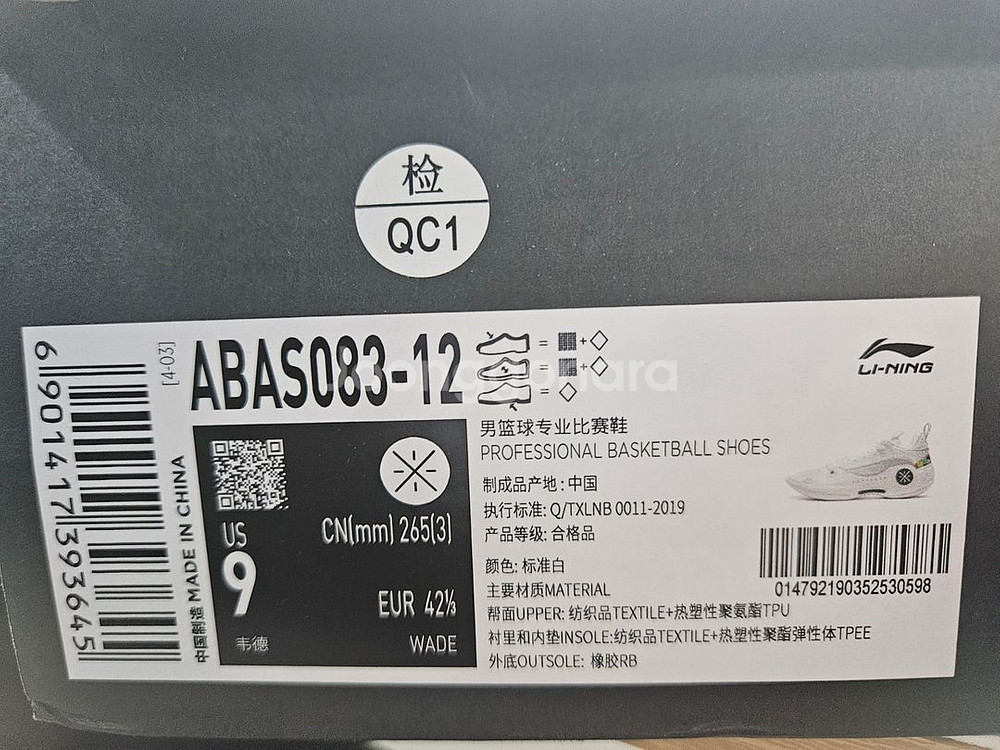 检
QC1
6901417393645
[4-03]
中国制造 MADE IN CHINA
ABAS083-12
= + 
= + 
=
LI-NING
US
9
韦德
CN(mm) 265(3)
EUR 42⅓
WADE
男篮球专业比赛鞋
PROFESSIONAL BASKETBALL SHOES
制成品产地: 中国
执行标准: Q/TXLNB 0011-2019
产品等级: 合格品
颜色: 标准白
主要材质MATERIAL
帮面UPPER: 纺织品TEXTILE+热塑性聚氨酯TPU
衬里和内垫INSOLE:纺织品TEXTILE+热塑性聚酯弹性体TPEE
外底OUTSOLE: 橡胶RB
014792190352530598